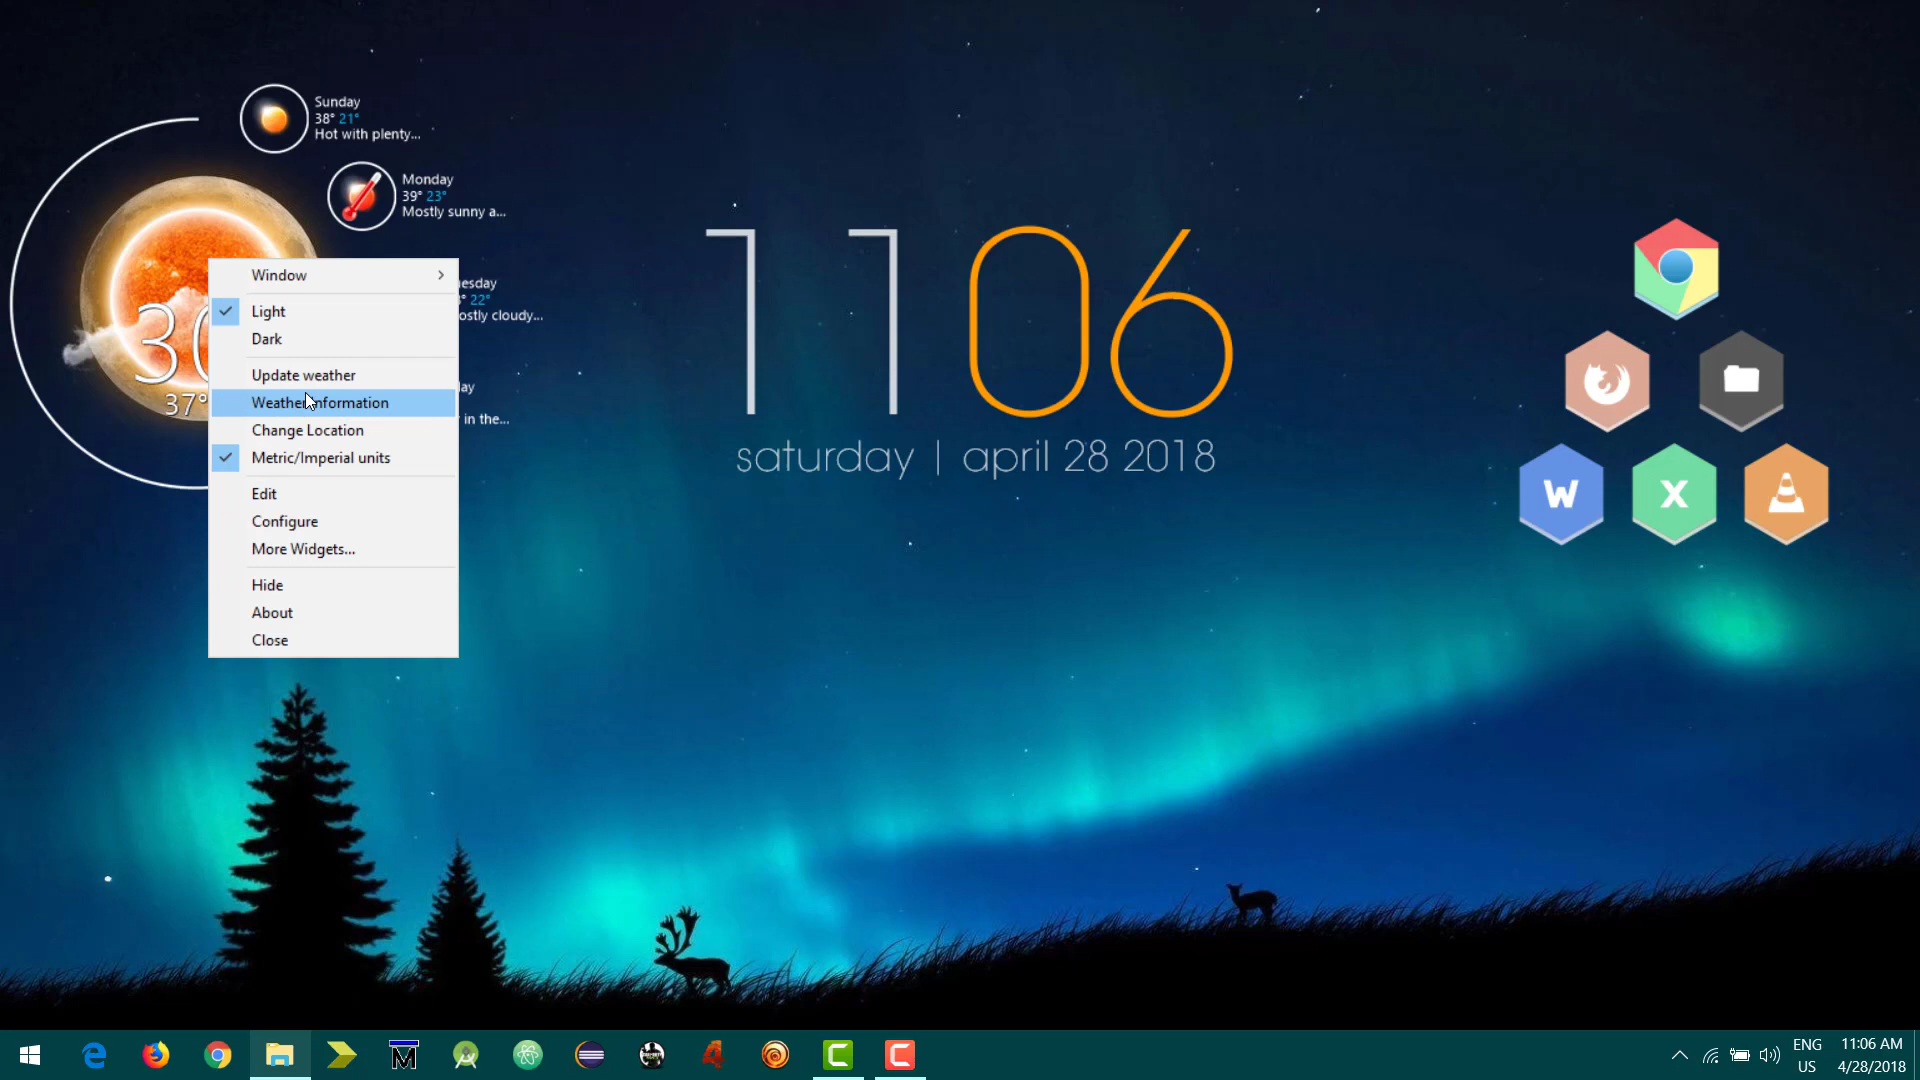 Sunday
38° 21°
Hot with plenty...
Monday
39° 23°
Mostly sunny a...
esday
° 22°
ostly cloudy...
ay
in the...
30
37°
Window
Light
Dark
Update weather
Weather information
Change Location
Metric/Imperial units
Edit
Configure
More Widgets...
Hide
About
Close
1106
saturday | april 28 2018
W
X
ENG
US
11:06 AM
4/28/2018